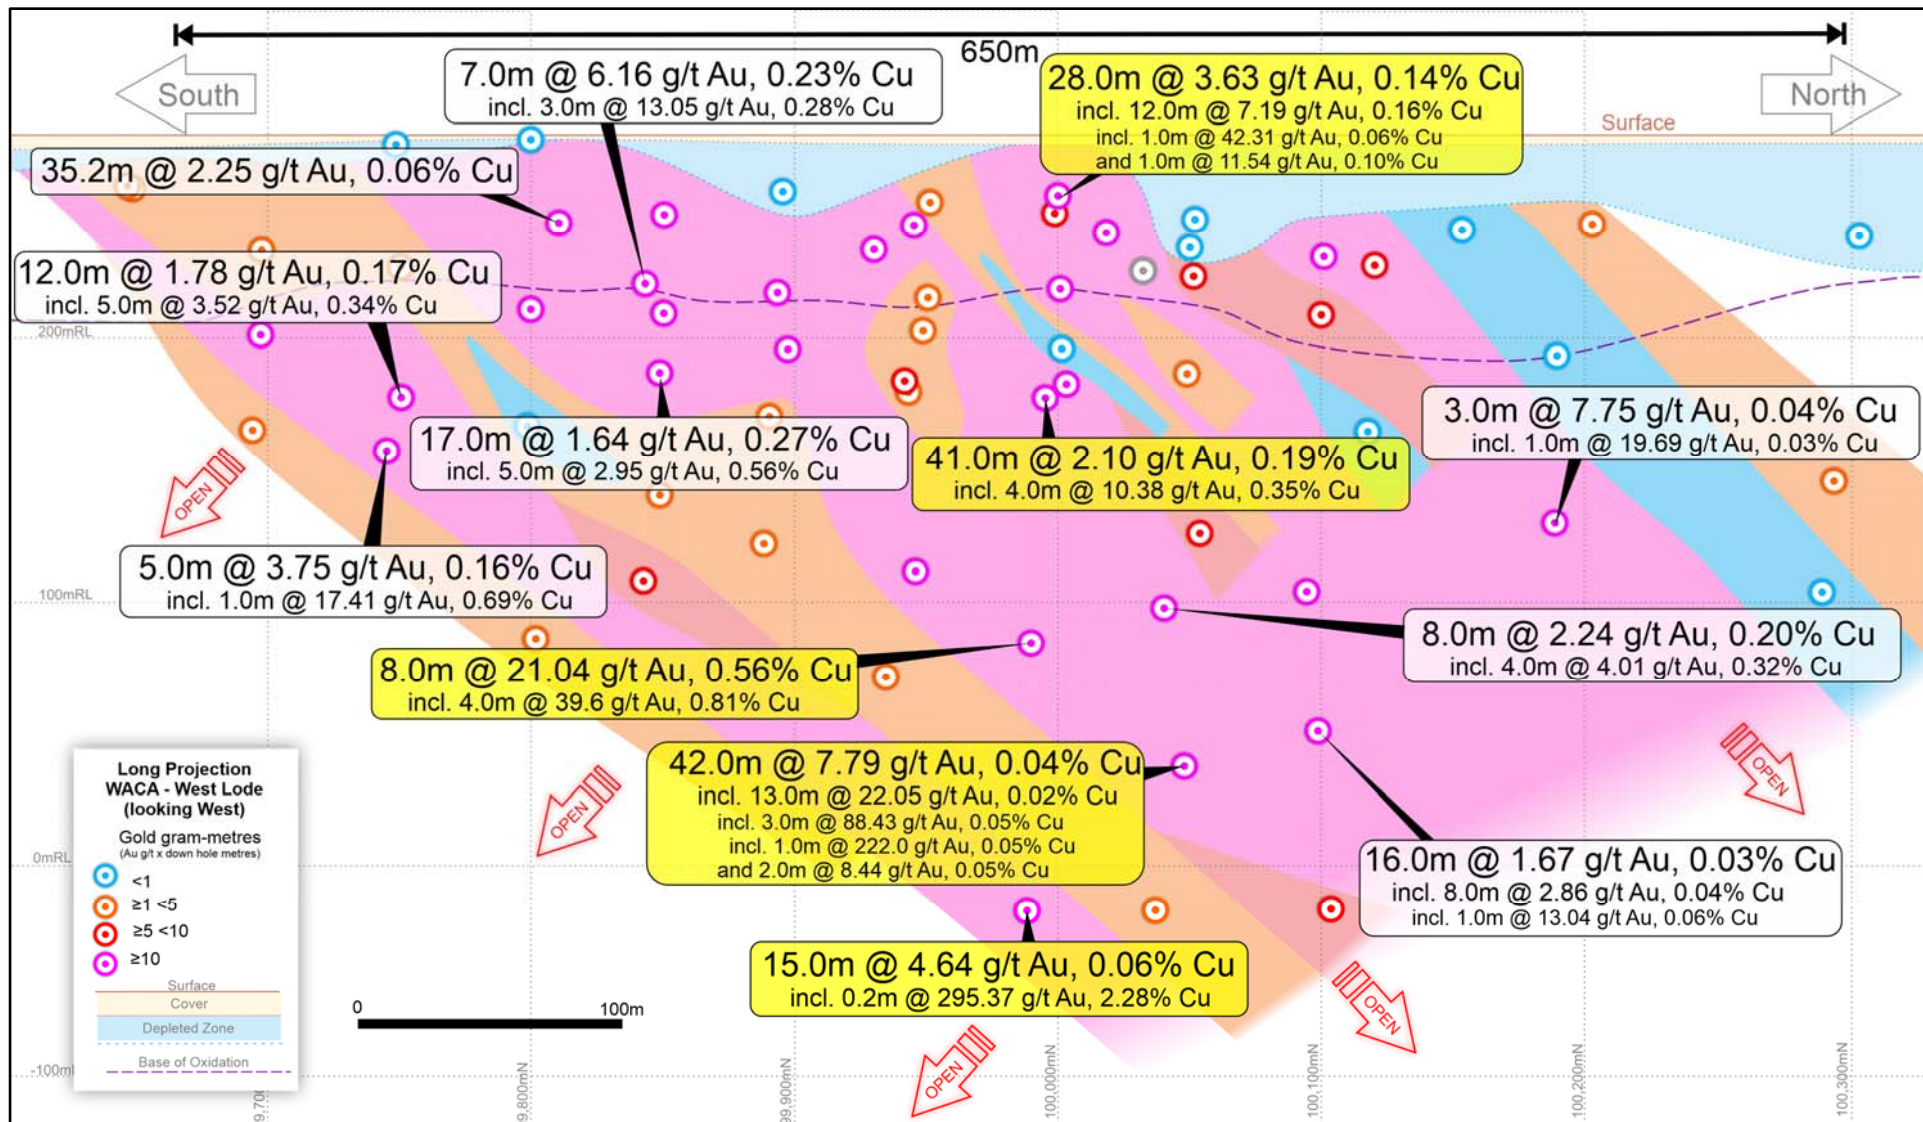 650m
South
North
Surface
7.0m @ 6.16 g/t Au, 0.23% Cu
incl. 3.0m @ 13.05 g/t Au, 0.28% Cu
28.0m @ 3.63 g/t Au, 0.14% Cu
incl. 12.0m @ 7.19 g/t Au, 0.16% Cu
incl. 1.0m @ 42.31 g/t Au, 0.06% Cu
and 1.0m @ 11.54 g/t Au, 0.10% Cu
35.2m @ 2.25 g/t Au, 0.06% Cu
12.0m @ 1.78 g/t Au, 0.17% Cu
incl. 5.0m @ 3.52 g/t Au, 0.34% Cu
200mRL
17.0m @ 1.64 g/t Au, 0.27% Cu
incl. 5.0m @ 2.95 g/t Au, 0.56% Cu
41.0m @ 2.10 g/t Au, 0.19% Cu
incl. 4.0m @ 10.38 g/t Au, 0.35% Cu
3.0m @ 7.75 g/t Au, 0.04% Cu
incl. 1.0m @ 19.69 g/t Au, 0.03% Cu
OPEN
5.0m @ 3.75 g/t Au, 0.16% Cu
incl. 1.0m @ 17.41 g/t Au, 0.69% Cu
100mRL
8.0m @ 2.24 g/t Au, 0.20% Cu
incl. 4.0m @ 4.01 g/t Au, 0.32% Cu
8.0m @ 21.04 g/t Au, 0.56% Cu
incl. 4.0m @ 39.6 g/t Au, 0.81% Cu
OPEN
OPEN
42.0m @ 7.79 g/t Au, 0.04% Cu
incl. 13.0m @ 22.05 g/t Au, 0.02% Cu
incl. 3.0m @ 88.43 g/t Au, 0.05% Cu
incl. 1.0m @ 222.0 g/t Au, 0.05% Cu
and 2.0m @ 8.44 g/t Au, 0.05% Cu
16.0m @ 1.67 g/t Au, 0.03% Cu
incl. 8.0m @ 2.86 g/t Au, 0.04% Cu
incl. 1.0m @ 13.04 g/t Au, 0.06% Cu
0mRL
15.0m @ 4.64 g/t Au, 0.06% Cu
incl. 0.2m @ 295.37 g/t Au, 2.28% Cu
OPEN
OPEN
Long Projection
WACA - West Lode
(looking West)
Gold gram-metres
(Au g/t x down hole metres)
<1
≥1 <5
≥5 <10
≥10
Surface
Cover
Depleted Zone
Base of Oxidation
0
100m
-100m
9,700
9,800mN
99,900mN
100,000mN
100,100mN
100,200mN
100,300mN